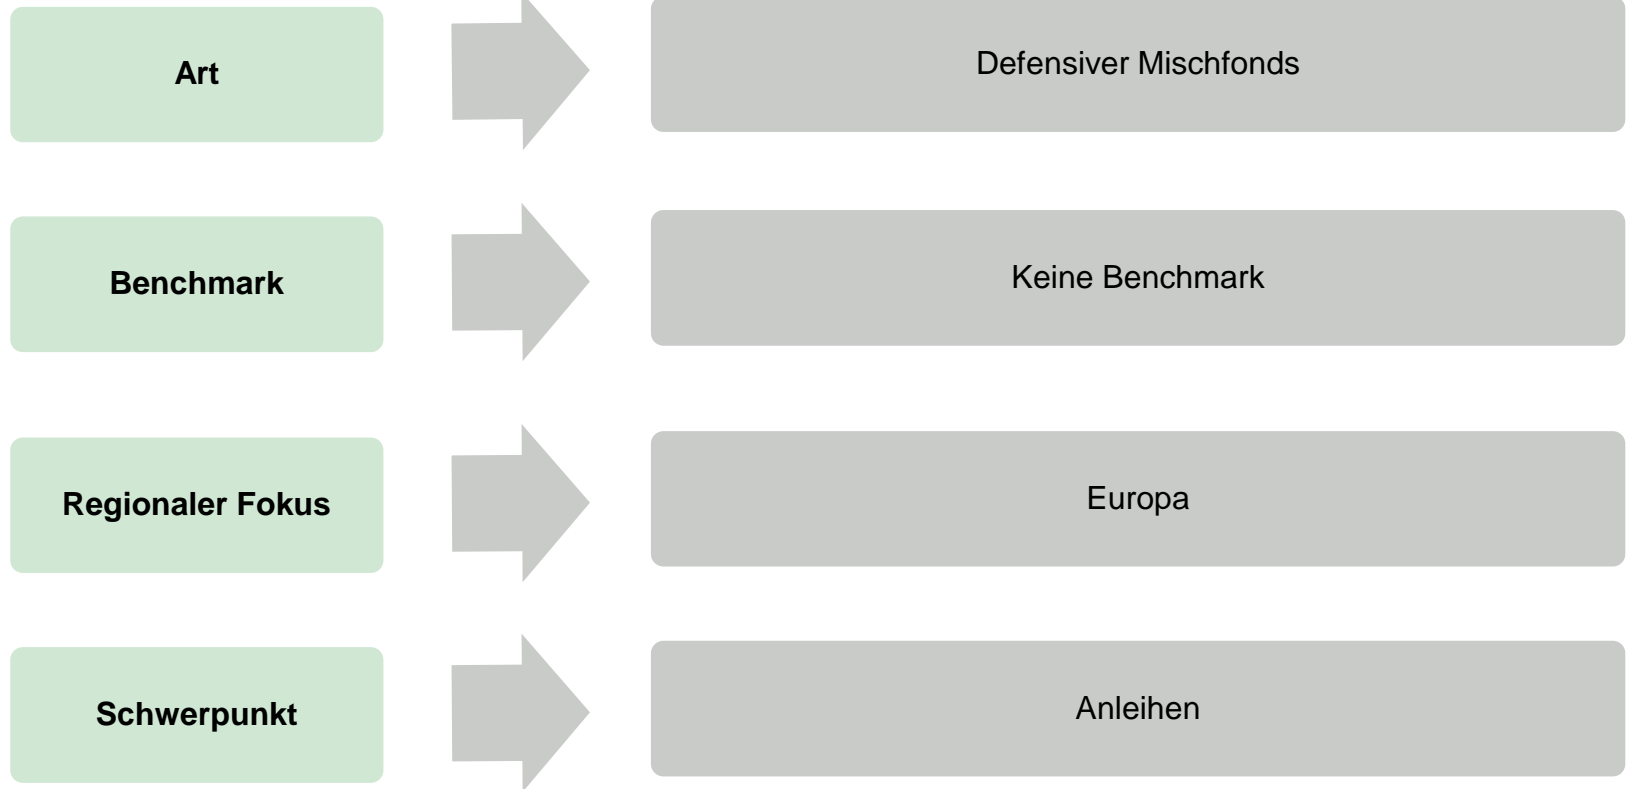 Art
Defensiver Mischfonds
Benchmark
Keine Benchmark
Regionaler Fokus
Europa
Schwerpunkt
Anleihen